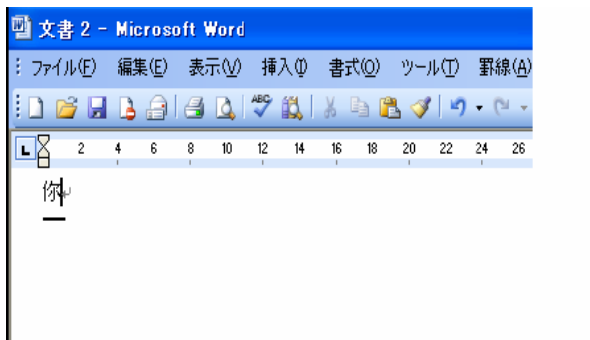 文書 2 - Microsoft Word
ファイル(F) 編集(E) 表示(V) 挿入(I) 書式(O) ツール(T) 罫線(A)
ABC
L 2 4 6 8 10 12 14 16 18 20 22 24 26
你